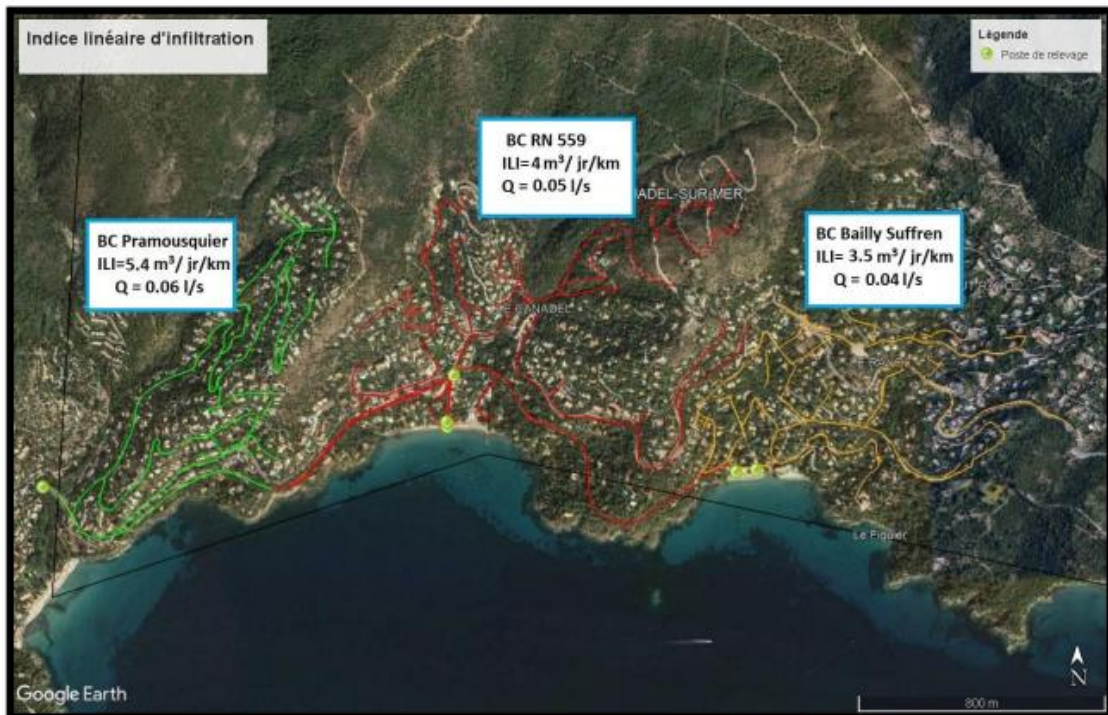 Indice linéaire d'infiltration
Légende
Poste de relevage
BC RN 559
ILI=4 m³/ jr/km
Q = 0.05 l/s
ADEL-SUR-MER
BC Pramousquier
ILI=5.4 m³/ jr/km
Q = 0.06 l/s
BC Bailly Suffren
ILI= 3.5 m³/ jr/km
Q = 0.04 l/s
CANADEL
Le Figuier
Google Earth
N
800 m